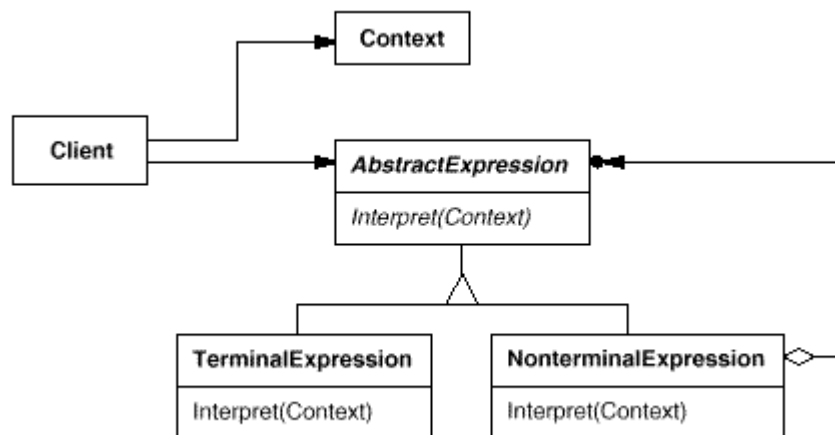 Context
Client
AbstractExpression
Interpret(Context)
TerminalExpression
Interpret(Context)
NonterminalExpression
Interpret(Context)